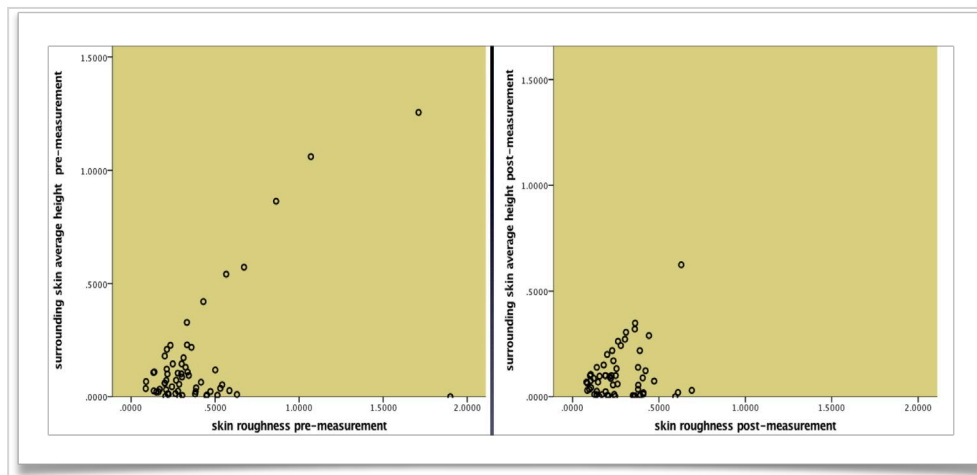 surrounding skin average height pre-measurement
1.5000
1.0000
.5000
.0000
.0000 .5000 1.0000 1.5000 2.0000
skin roughness pre-measurement
surrounding skin average height post-measurement
1.5000
1.0000
.5000
.0000
.0000 .5000 1.0000 1.5000 2.0000
skin roughness post-measurement